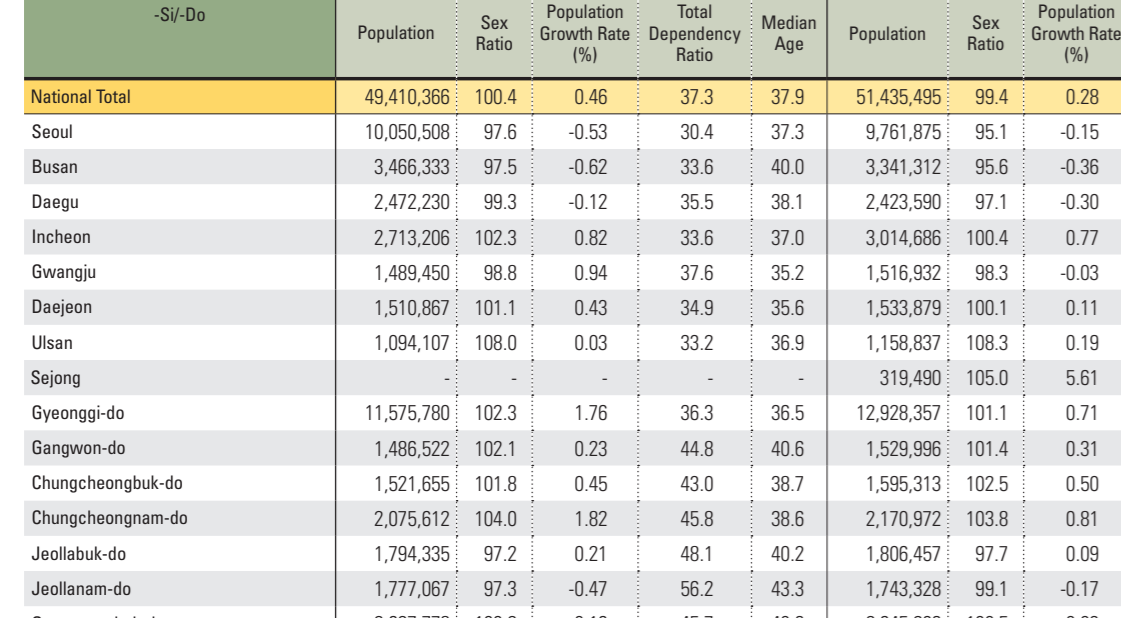 -Si/-Do Population Sex Ratio Population Growth Rate (%) Total Dependency Ratio Median Age Population Sex Ratio Population Growth Rate (%)
National Total 49,410,366 100.4 0.46 37.3 37.9 51,435,495 99.4 0.28
Seoul 10,050,508 97.6 -0.53 30.4 37.3 9,761,875 95.1 -0.15
Busan 3,466,333 97.5 -0.62 33.6 40.0 3,341,312 95.6 -0.36
Daegu 2,472,230 99.3 -0.12 35.5 38.1 2,423,590 97.1 -0.30
Incheon 2,713,206 102.3 0.82 33.6 37.0 3,014,686 100.4 0.77
Gwangju 1,489,450 98.8 0.94 37.6 35.2 1,516,932 98.3 -0.03
Daejeon 1,510,867 101.1 0.43 34.9 35.6 1,533,879 100.1 0.11
Ulsan 1,094,107 108.0 0.03 33.2 36.9 1,158,837 108.3 0.19
Sejong - - - - - 319,490 105.0 5.61
Gyeonggi-do 11,575,780 102.3 1.76 36.3 36.5 12,928,357 101.1 0.71
Gangwon-do 1,486,522 102.1 0.23 44.8 40.6 1,529,996 101.4 0.31
Chungcheongbuk-do 1,521,655 101.8 0.45 43.0 38.7 1,595,313 102.5 0.50
Chungcheongnam-do 2,075,612 104.0 1.82 45.8 38.6 2,170,972 103.8 0.81
Jeollabuk-do 1,794,335 97.2 0.21 48.1 40.2 1,806,457 97.7 0.09
Jeollanam-do 1,777,067 97.3 -0.47 56.2 43.3 1,743,328 99.1 -0.17